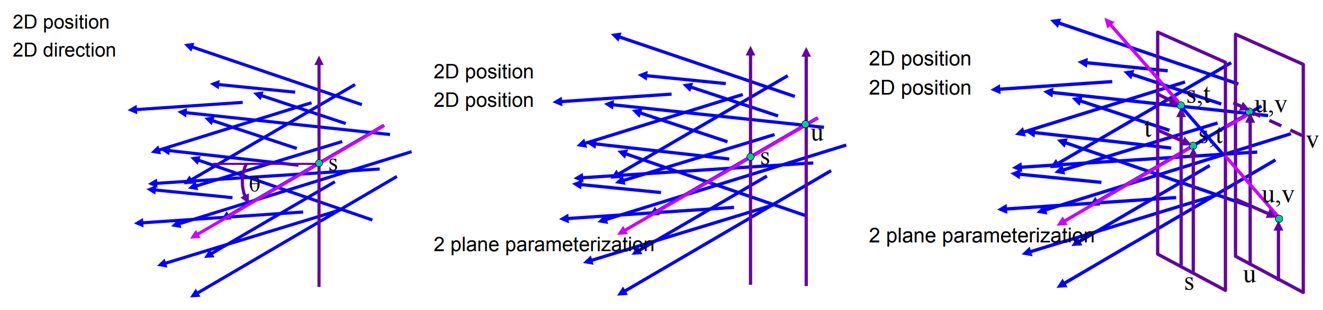 2D position
2D direction
s
θ
2D position
2D position
u
s
2 plane parameterization
2D position
2D position
s,t
u,v
t
s,t
v
u,v
2 plane parameterization
s
u